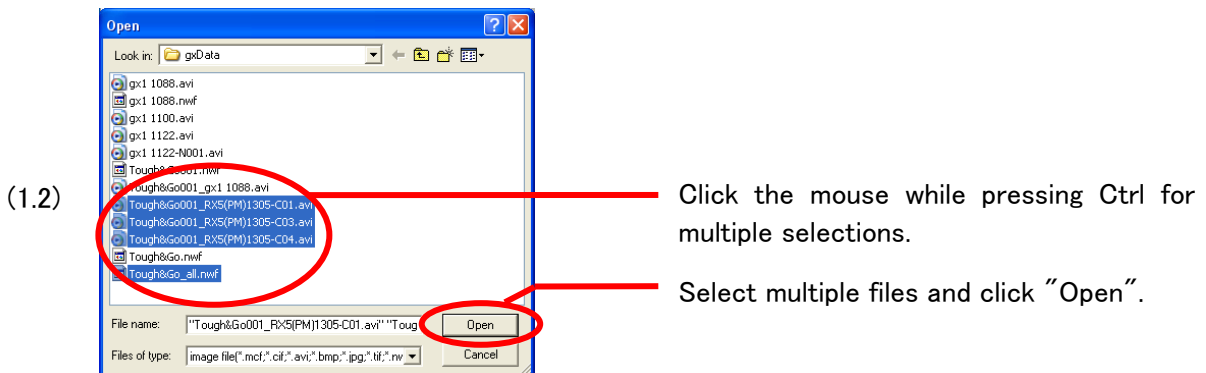 Open
Look in: gxData
gx1 1088.avi
gx1 1088.nwf
gx1 1100.avi
gx1 1122.avi
gx1 1122-N001.avi
Tough&Go001.nwf
Tough&Go001_gx1 1088.avi
Tough&Go001_RX5(PM)1305-C01.avi
Tough&Go001_RX5(PM)1305-C03.avi
Tough&Go001_RX5(PM)1305-C04.avi
Tough&Go.nwf
Tough&Go_all.nwf
(1.2)
Click the mouse while pressing Ctrl for
multiple selections.
Select multiple files and click "Open".
File name: "Tough&Go001_RX5(PM)1305-C01.avi" "Toug Open
Files of type: image file(*.mcf;*.cif;*.avi;*.bmp;*.jpg;*.tif;*.nw Cancel